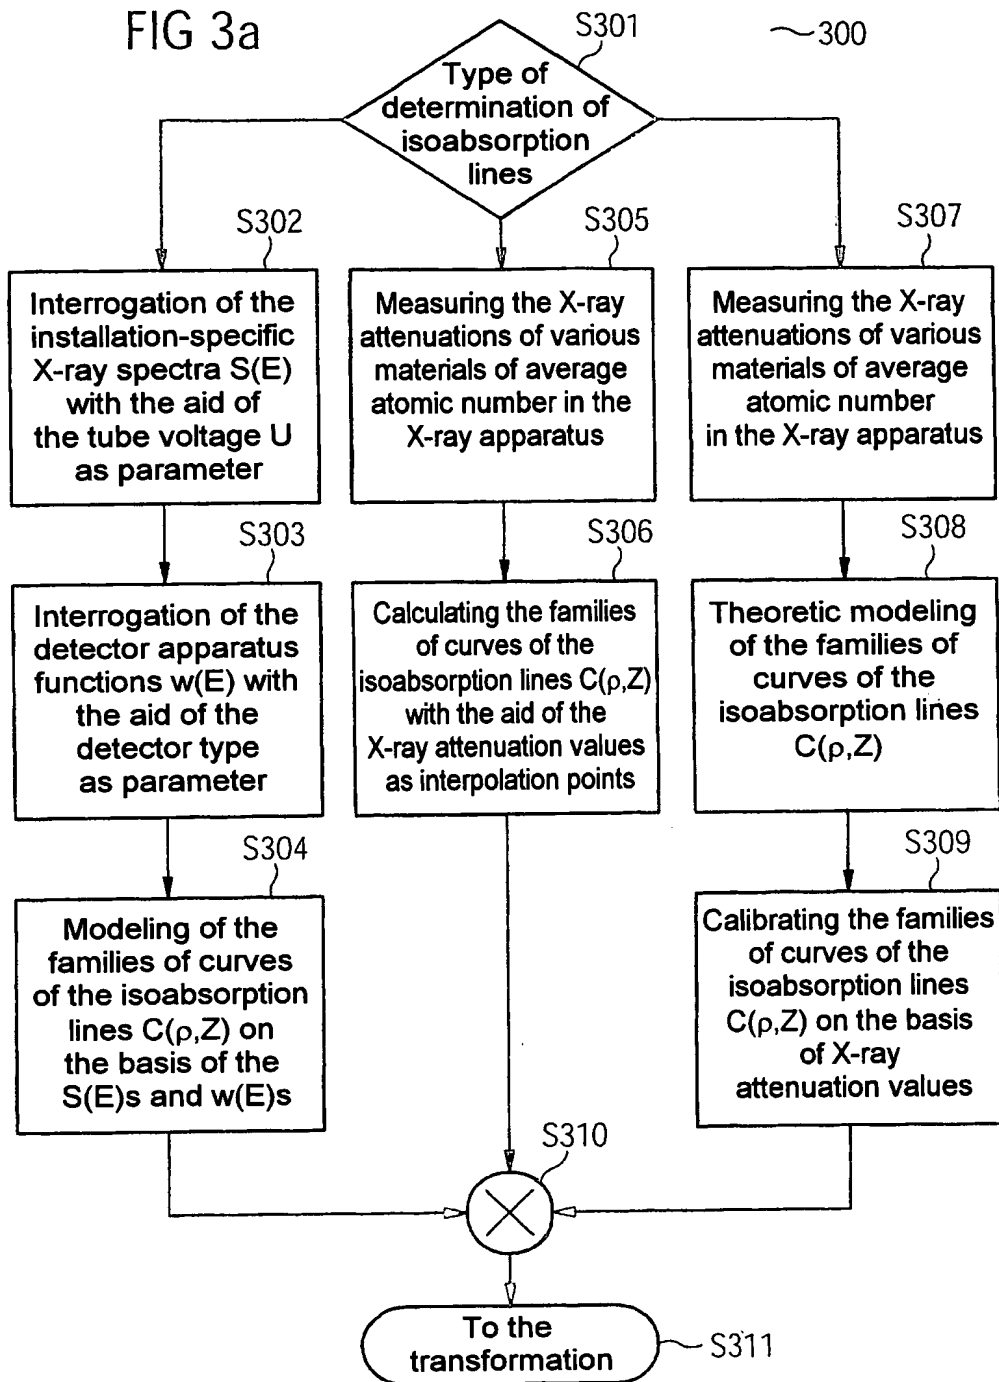 FIG 3a
S301
300
Type of
determination of
isoabsorption
lines
S302
Interrogation of the
installation-specific
X-ray spectra S(E)
with the aid of
the tube voltage U
as parameter
S305
Measuring the X-ray
attenuations of various
materials of average
atomic number in the
X-ray apparatus
S307
Measuring the X-ray
attenuations of various
materials of average
atomic number
in the X-ray apparatus
S303
Interrogation of the
detector apparatus
functions w(E) with
the aid of the
detector type
as parameter
S306
Calculating the families
of curves of the
isoabsorption lines C(ρ,Z)
with the aid of the
X-ray attenuation values
as interpolation points
S308
Theoretic modeling
of the families of
curves of the
isoabsorption lines
C(ρ,Z)
S304
Modeling of the
families of curves
of the isoabsorption
lines C(ρ,Z) on
the basis of the
S(E)s and w(E)s
S309
Calibrating the families
of curves of the
isoabsorption lines
C(ρ,Z) on the basis
of X-ray
attenuation values
S310
To the
transformation
S311